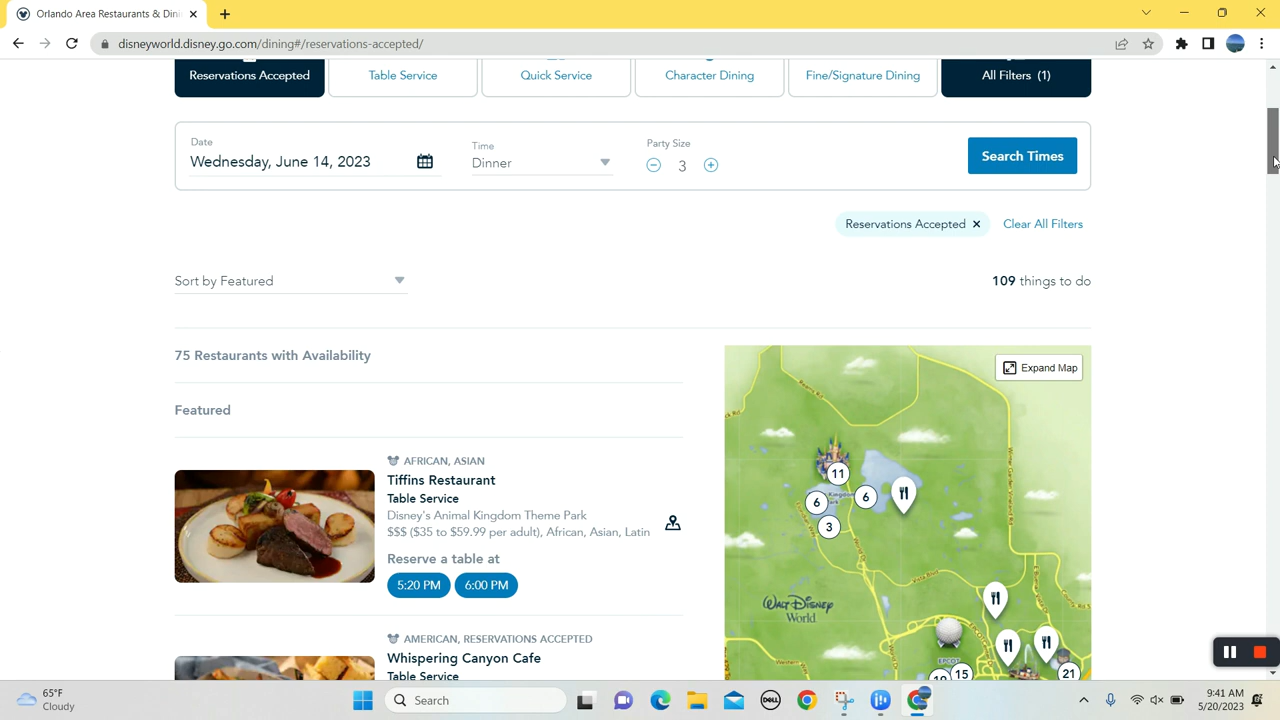 Orlando Area Restaurants & Dini
disneyworld.disney.go.com/dining#/reservations-accepted/
Reservations Accepted
Table Service
Quick Service
Character Dining
Fine/Signature Dining
All Filters (1)
Date
Wednesday, June 14, 2023
Time
Dinner
Party Size
3
Search Times
Reservations Accepted
Clear All Filters
Sort by Featured
109 things to do
75 Restaurants with Availability
Featured
AFRICAN, ASIAN
Tiffins Restaurant
Table Service
Disney's Animal Kingdom Theme Park
$$$ ($35 to $59.99 per adult), African, Asian, Latin
Reserve a table at
5:20 PM 6:00 PM
AMERICAN, RESERVATIONS ACCEPTED
Whispering Canyon Cafe
Table Service
Expand Map
11
6
6
3
Walt Disney
World
EPCOT
15
21
65°F
Cloudy
Search
DELL
9:41 AM
5/20/2023